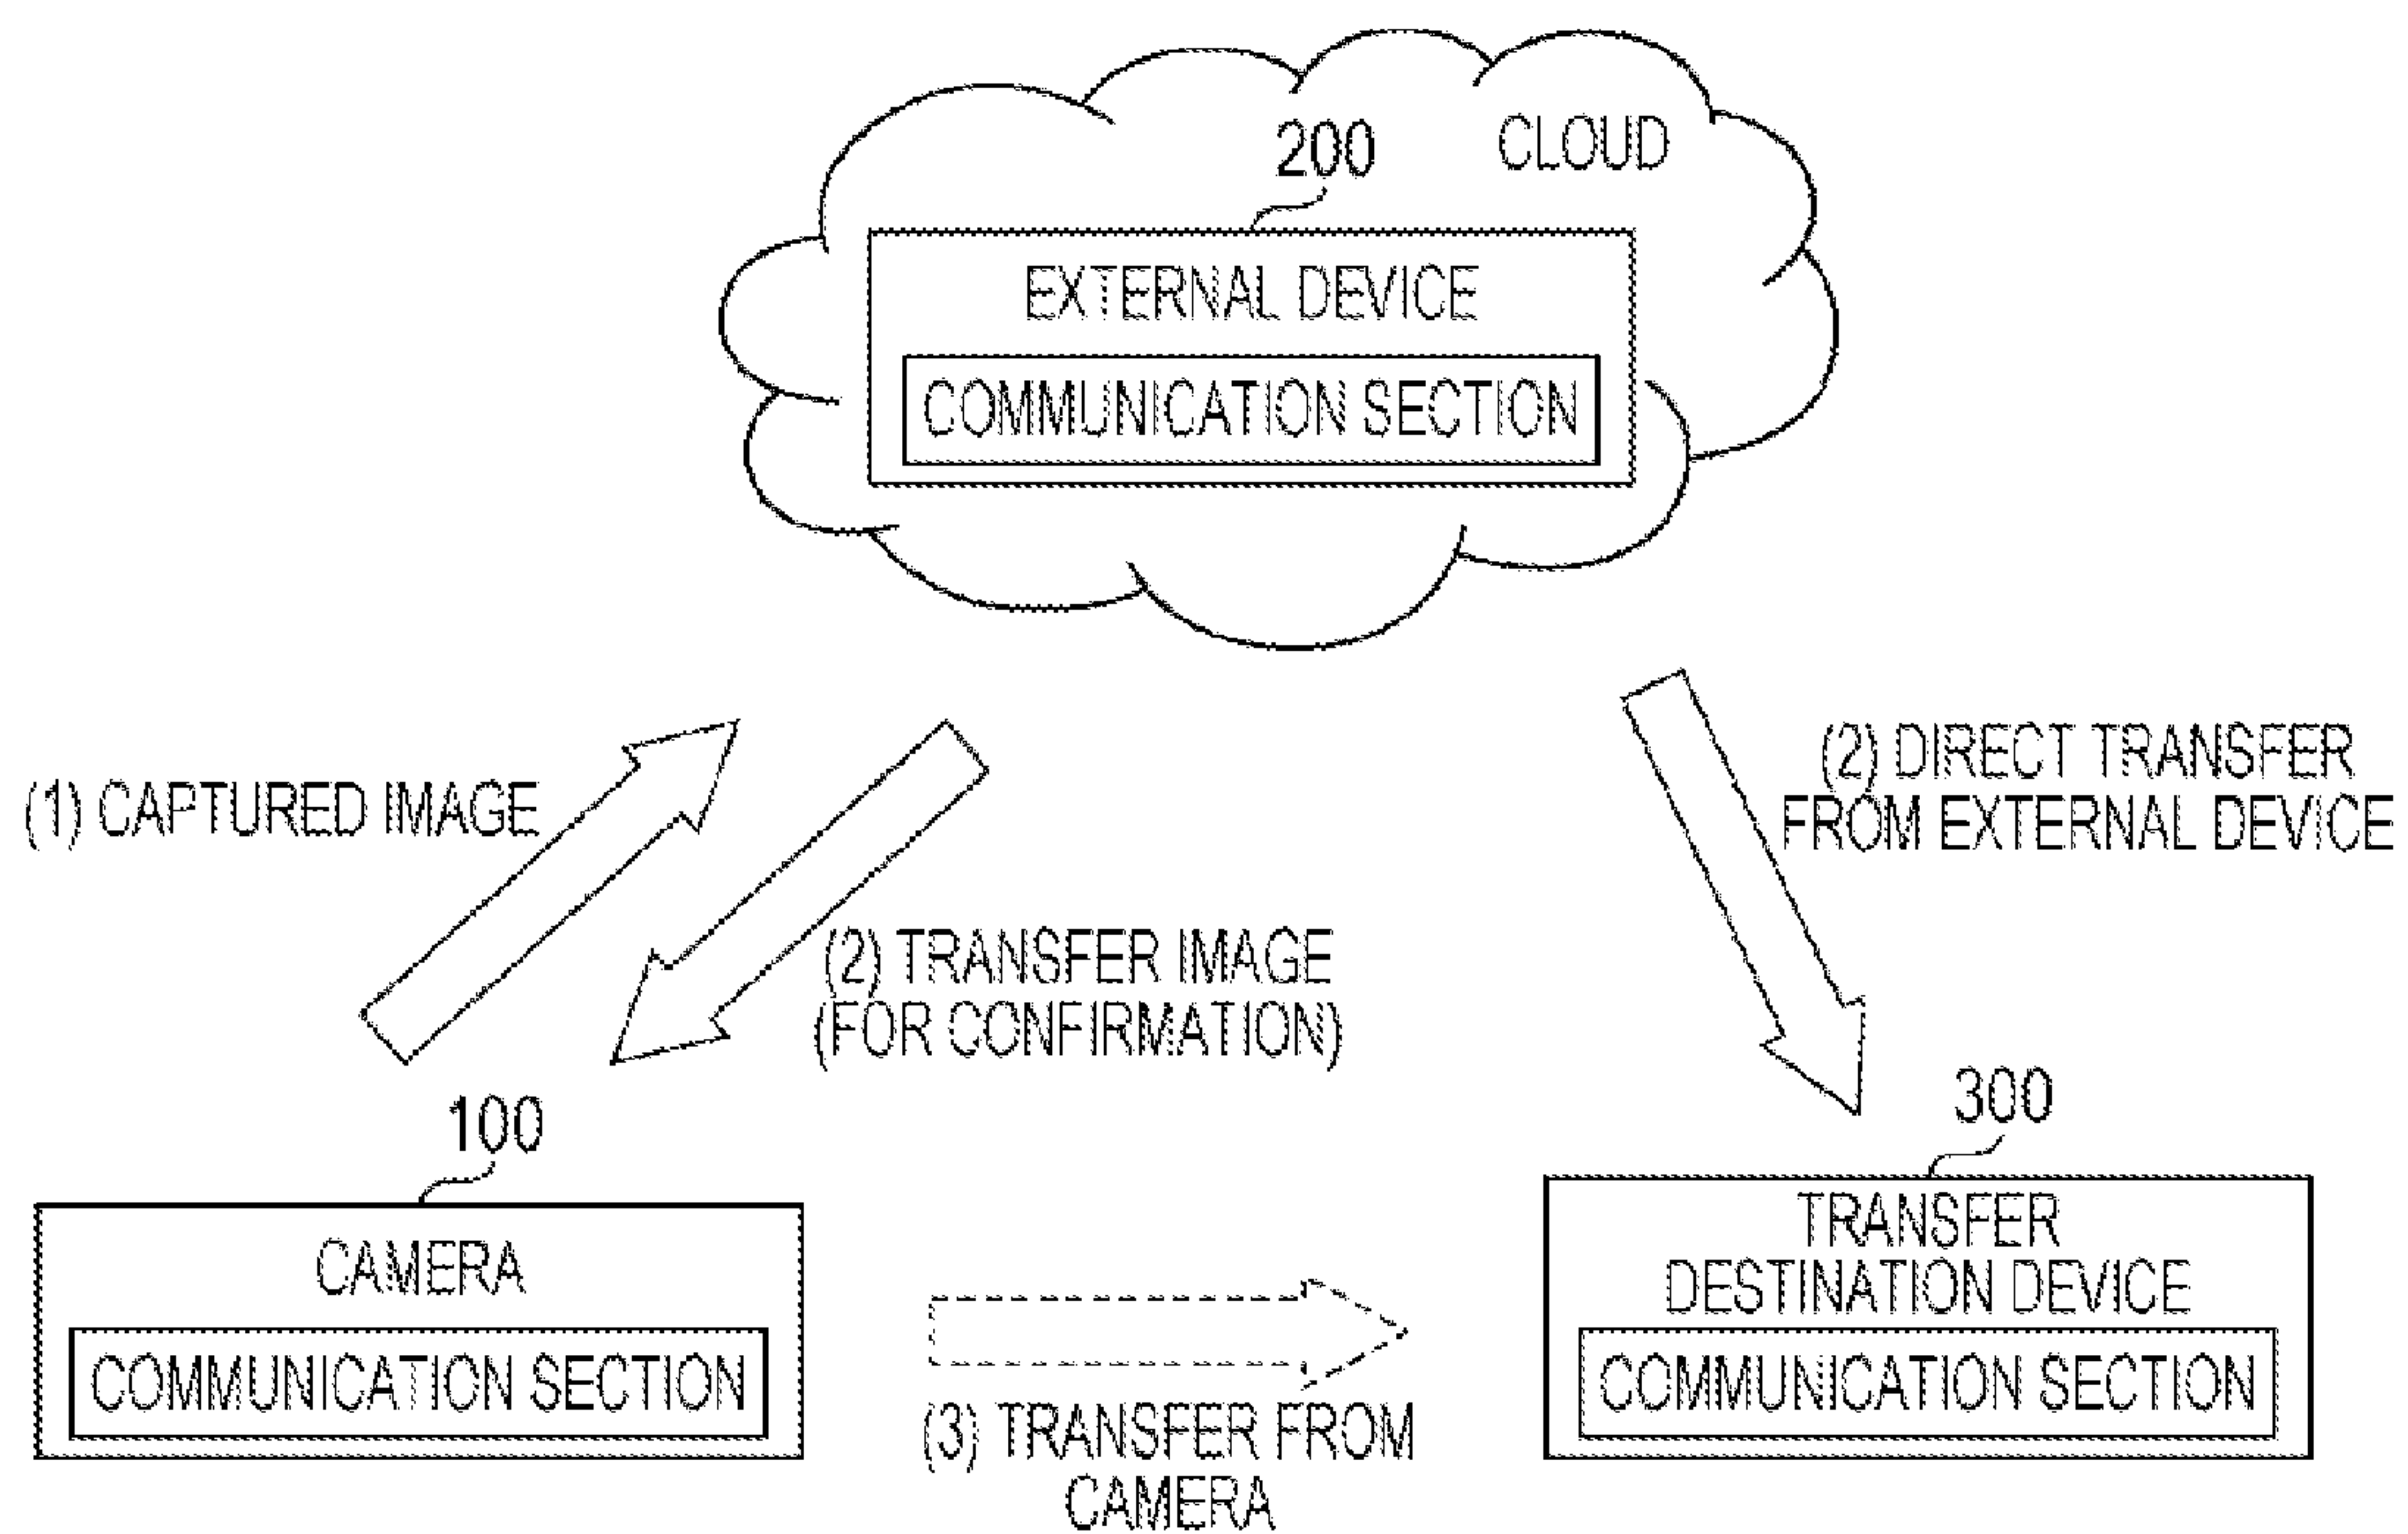 CLOUD
200
EXTERNAL DEVICE
COMMUNICATION SECTION
(1) CAPTURED IMAGE
(2) TRANSFER IMAGE
(FOR CONFIRMATION)
(2) DIRECT TRANSFER
FROM EXTERNAL DEVICE
100
CAMERA
COMMUNICATION SECTION
(3) TRANSFER FROM
CAMERA
300
TRANSFER
DESTINATION DEVICE
COMMUNICATION SECTION